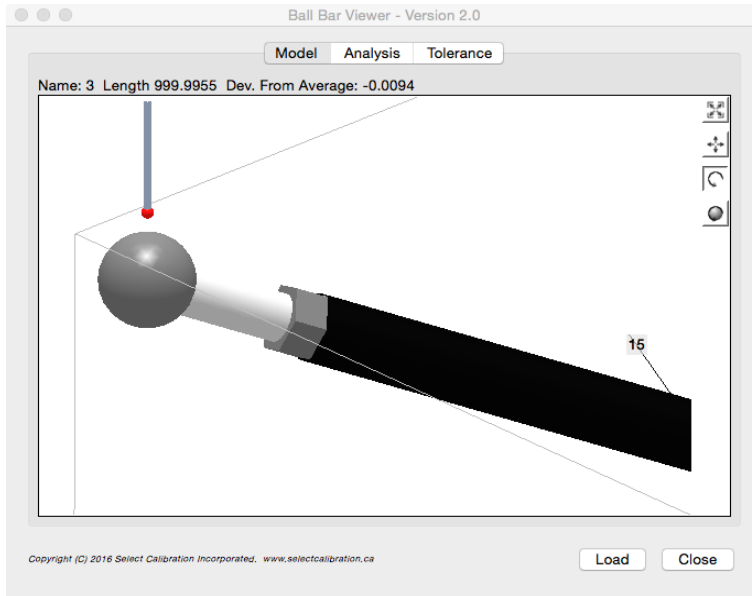 Ball Bar Viewer - Version 2.0
Model Analysis Tolerance
Name: 3 Length 999.9955 Dev. From Average: -0.0094
15
Copyright (C) 2016 Select Calibration Incorporated. www.selectcalibration.ca
Load Close